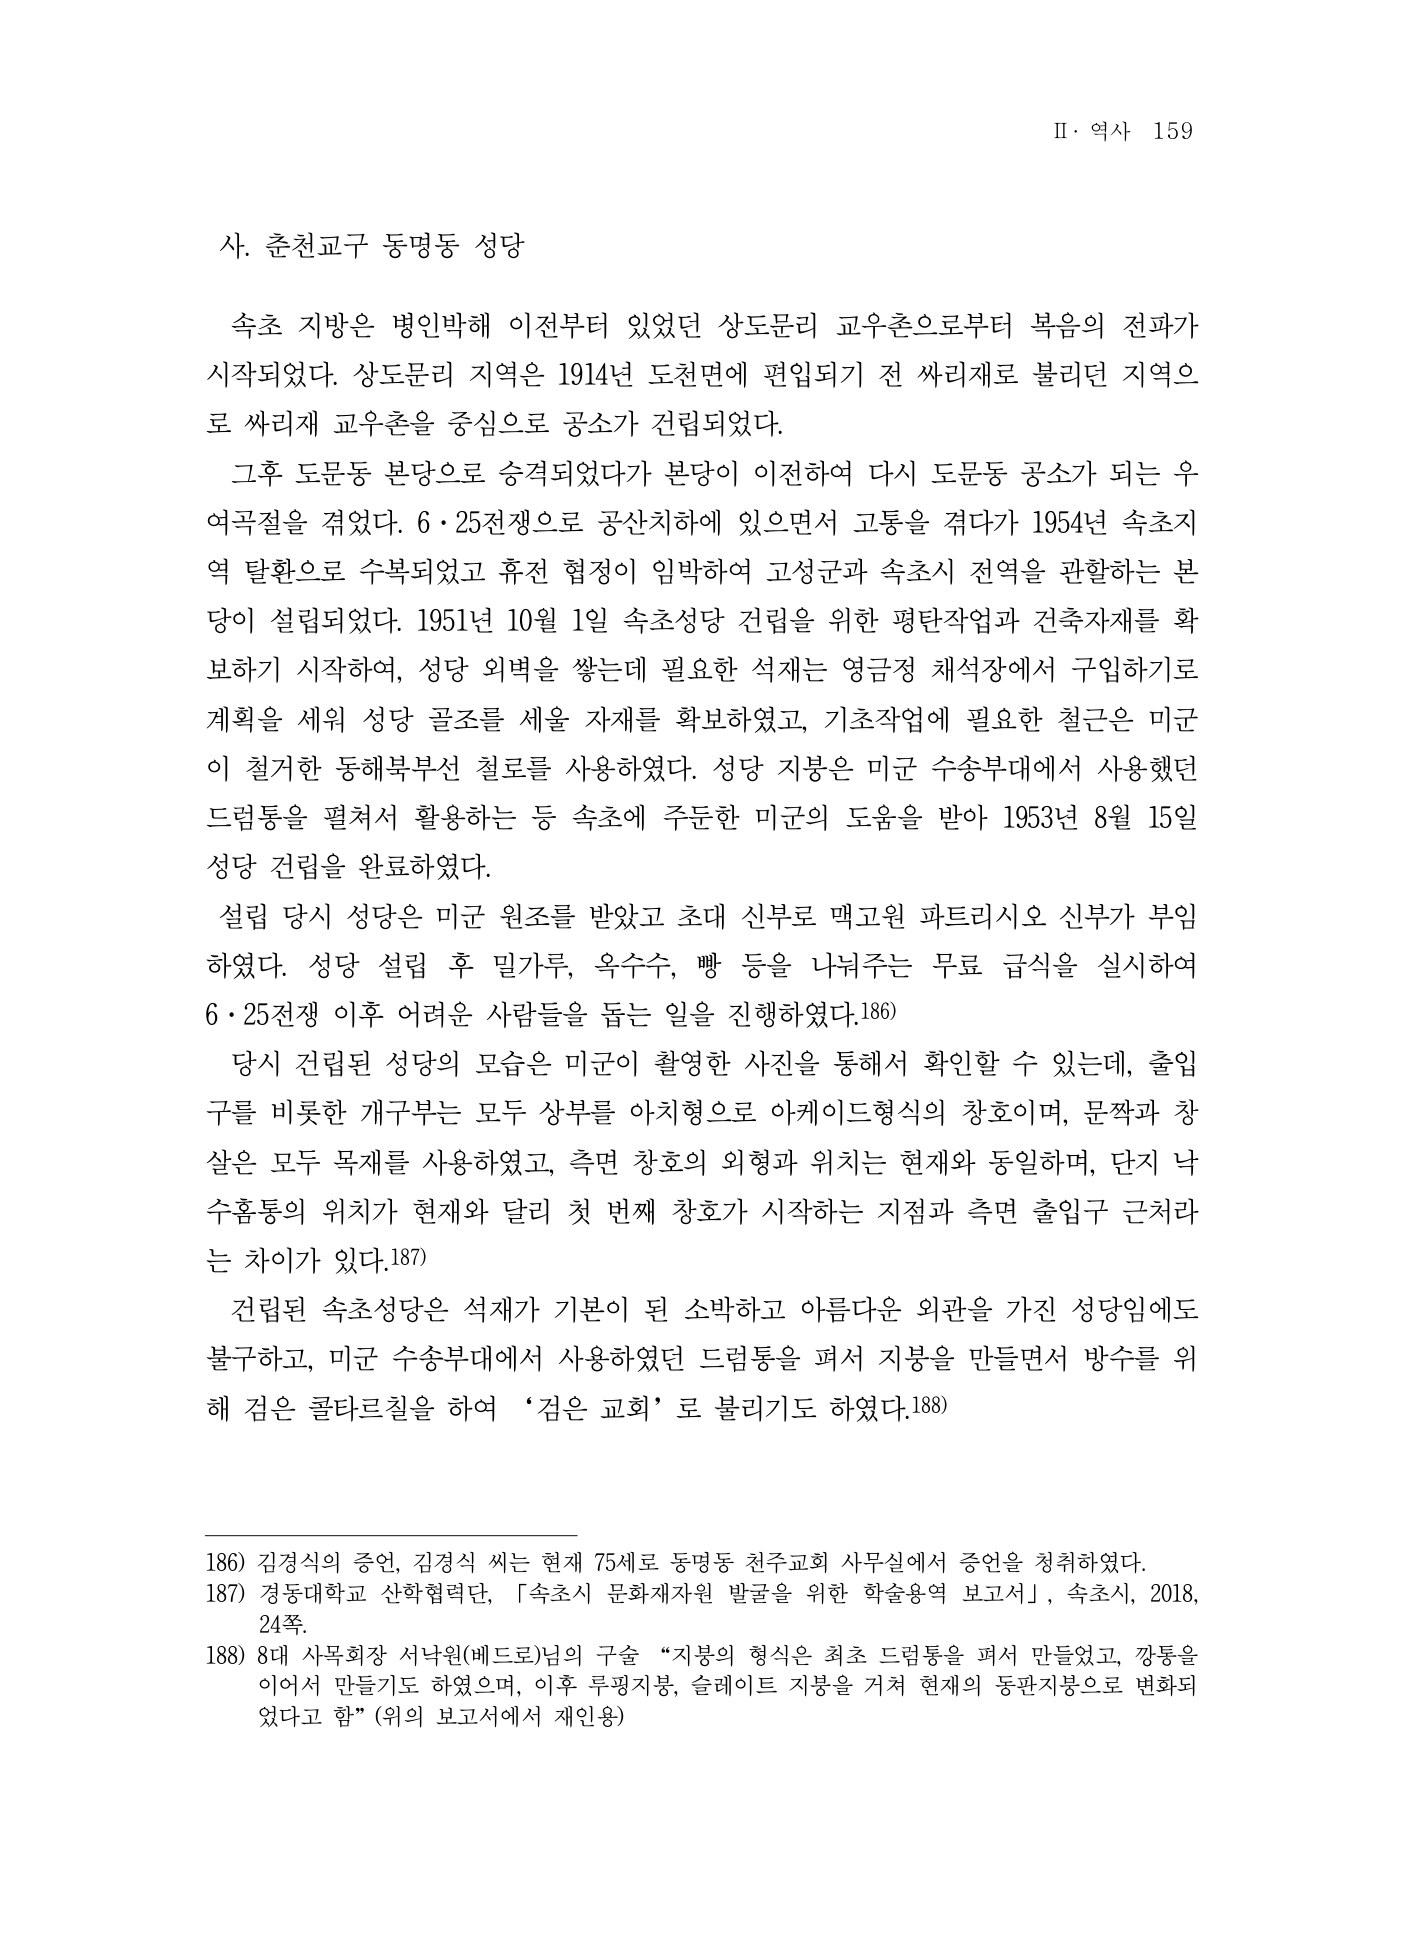 Ⅱ· 역사 159
사. 춘천교구 동명동 성당
속초 지방은 병인박해 이전부터 있었던 상도문리 교우촌으로부터 복음의 전파가
시작되었다. 상도문리 지역은 1914년 도천면에 편입되기 전 싸리재로 불리던 지역으
로 싸리재 교우촌을 중심으로 공소가 건립되었다.
그후 도문동 본당으로 승격되었다가 본당이 이전하여 다시 도문동 공소가 되는 우
여곡절을 겪었다. 6·25전쟁으로 공산치하에 있으면서 고통을 겪다가 1954년 속초지
역 탈환으로 수복되었고 휴전 협정이 임박하여 고성군과 속초시 전역을 관할하는 본
당이 설립되었다. 1951년 10월 1일 속초성당 건립을 위한 평탄작업과 건축자재를 확
보하기 시작하여, 성당 외벽을 쌓는데 필요한 석재는 영금정 채석장에서 구입하기로
계획을 세워 성당 골조를 세울 자재를 확보하였고, 기초작업에 필요한 철근은 미군
이 철거한 동해북부선 철로를 사용하였다. 성당 지붕은 미군 수송부대에서 사용했던
드럼통을 펼쳐서 활용하는 등 속초에 주둔한 미군의 도움을 받아 1953년 8월 15일
성당 건립을 완료하였다.
설립 당시 성당은 미군 원조를 받았고 초대 신부로 맥고원 파트리시오 신부가 부임
하였다. 성당 설립 후 밀가루, 옥수수, 빵 등을 나눠주는 무료 급식을 실시하여
6·25전쟁 이후 어려운 사람들을 돕는 일을 진행하였다.186)
당시 건립된 성당의 모습은 미군이 촬영한 사진을 통해서 확인할 수 있는데, 출입
구를 비롯한 개구부는 모두 상부를 아치형으로 아케이드형식의 창호이며, 문짝과 창
살은 모두 목재를 사용하였고, 측면 창호의 외형과 위치는 현재와 동일하며, 단지 낙
수홈통의 위치가 현재와 달리 첫 번째 창호가 시작하는 지점과 측면 출입구 근처라
는 차이가 있다.187)
건립된 속초성당은 석재가 기본이 된 소박하고 아름다운 외관을 가진 성당임에도
불구하고, 미군 수송부대에서 사용하였던 드럼통을 펴서 지붕을 만들면서 방수를 위
해 검은 콜타르칠을 하여 ‘검은 교회’로 불리기도 하였다.188)
186) 김경식의 증언, 김경식 씨는 현재 75세로 동명동 천주교회 사무실에서 증언을 청취하였다.
187) 경동대학교 산학협력단, 「속초시 문화재자원 발굴을 위한 학술용역 보고서」, 속초시, 2018,
24쪽.
188) 8대 사목회장 서낙원(베드로)님의 구술 “지붕의 형식은 최초 드럼통을 펴서 만들었고, 깡통을
이어서 만들기도 하였으며, 이후 루핑지붕, 슬레이트 지붕을 거쳐 현재의 동판지붕으로 변화되
었다고 함”(위의 보고서에서 재인용)